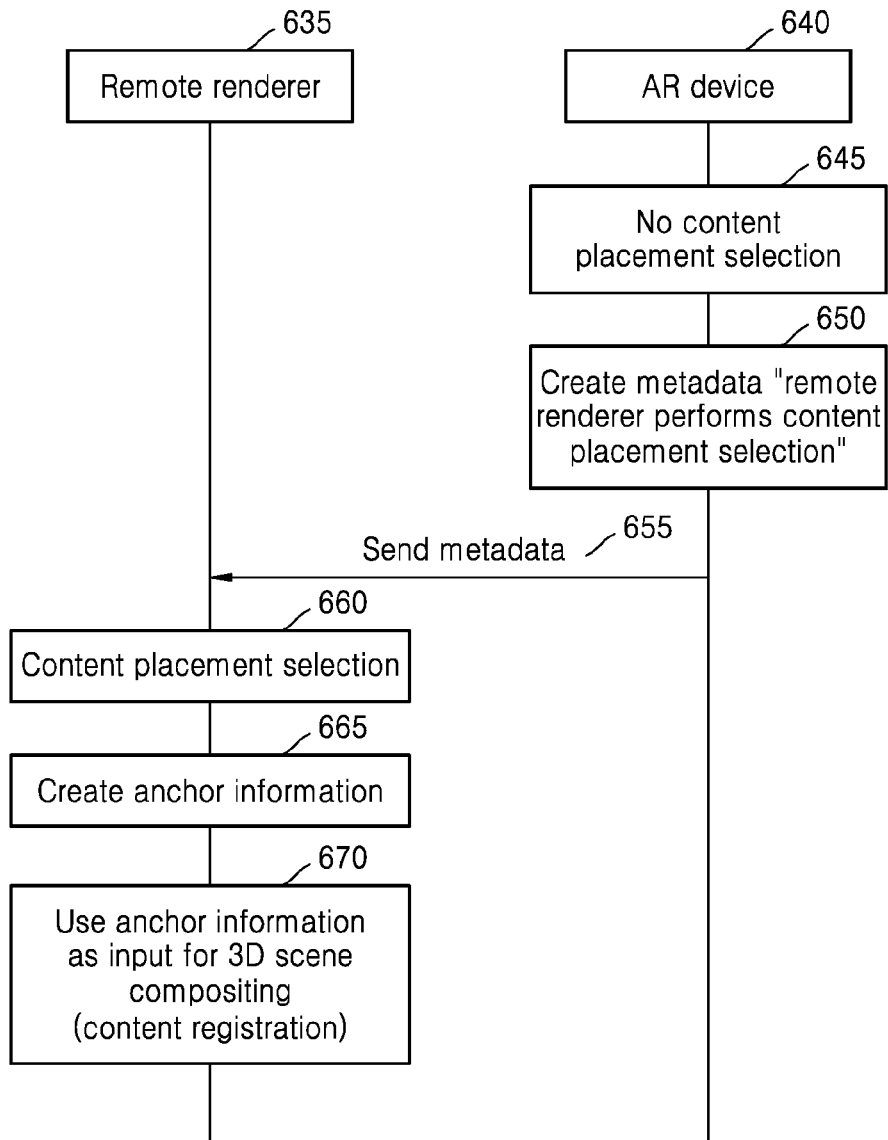 635
640
Remote renderer
AR device
645
No content
placement selection
650
Create metadata "remote
renderer performs content
placement selection"
655
Send metadata
660
Content placement selection
665
Create anchor information
670
Use anchor information
as input for 3D scene
compositing
(content registration)